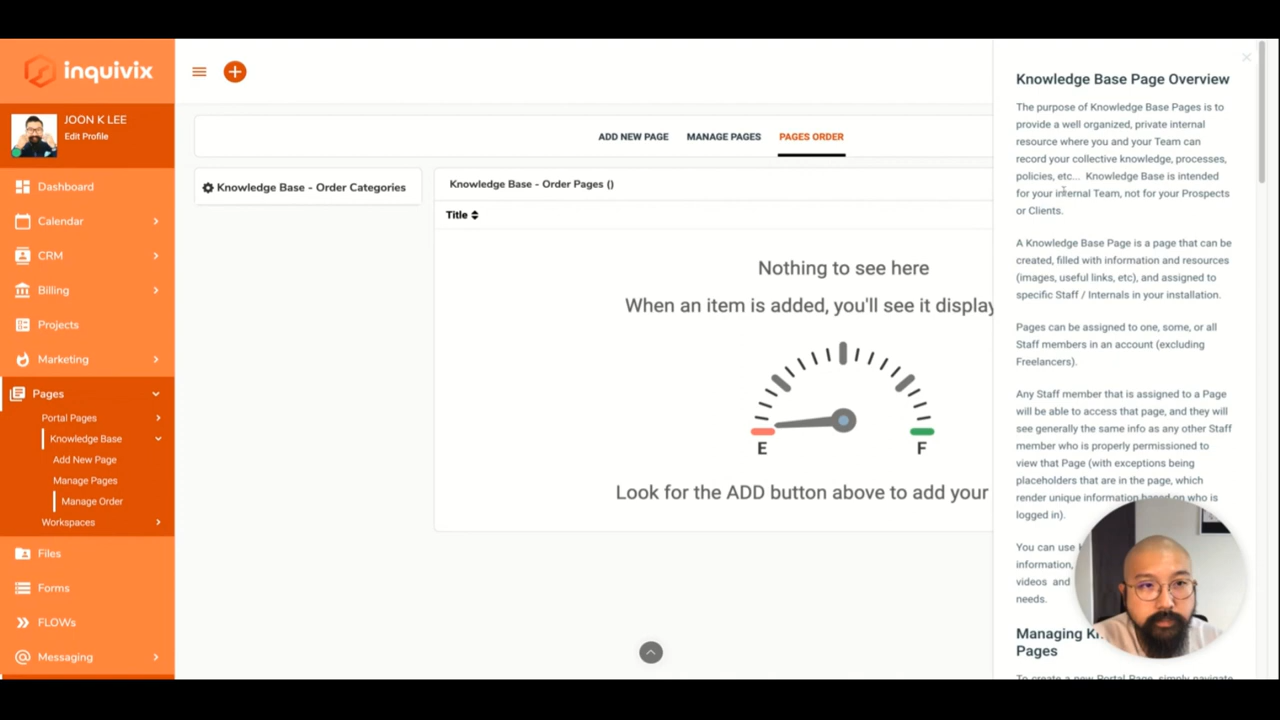 inquivix
JOON K LEE
Edit Profile
Dashboard
Calendar
CRM
Billing
Projects
Marketing
Pages
Portal Pages
Knowledge Base
Add New Page
Manage Pages
Manage Order
Workspaces
Files
Forms
FLOWs
Messaging
ADD NEW PAGE
MANAGE PAGES
PAGES ORDER
Knowledge Base - Order Categories
Knowledge Base - Order Pages ()
Title
Nothing to see here
When an item is added, you'll see it display
E
F
Look for the ADD button above to add your
Knowledge Base Page Overview
The purpose of Knowledge Base Pages is to
provide a well organized, private internal
resource where you and your Team can
record your collective knowledge, processes,
policies, etc... Knowledge Base is intended
for your internal Team, not for your Prospects
or Clients.
A Knowledge Base Page is a page that can be
created, filled with information and resources
(images, useful links, etc), and assigned to
specific Staff / Internals in your installation.
Pages can be assigned to one, some, or all
Staff members in an account (excluding
Freelancers).
Any Staff member that is assigned to a Page
will be able to access that page, and they will
see generally the same info as any other Staff
member who is properly permissioned to
view that Page (with exceptions being
placeholders that are in the page, which
render unique information based on who is
logged in).
You can use
information,
videos and
needs.
Managing
Pages
To create a new Portal Page, simply navigate